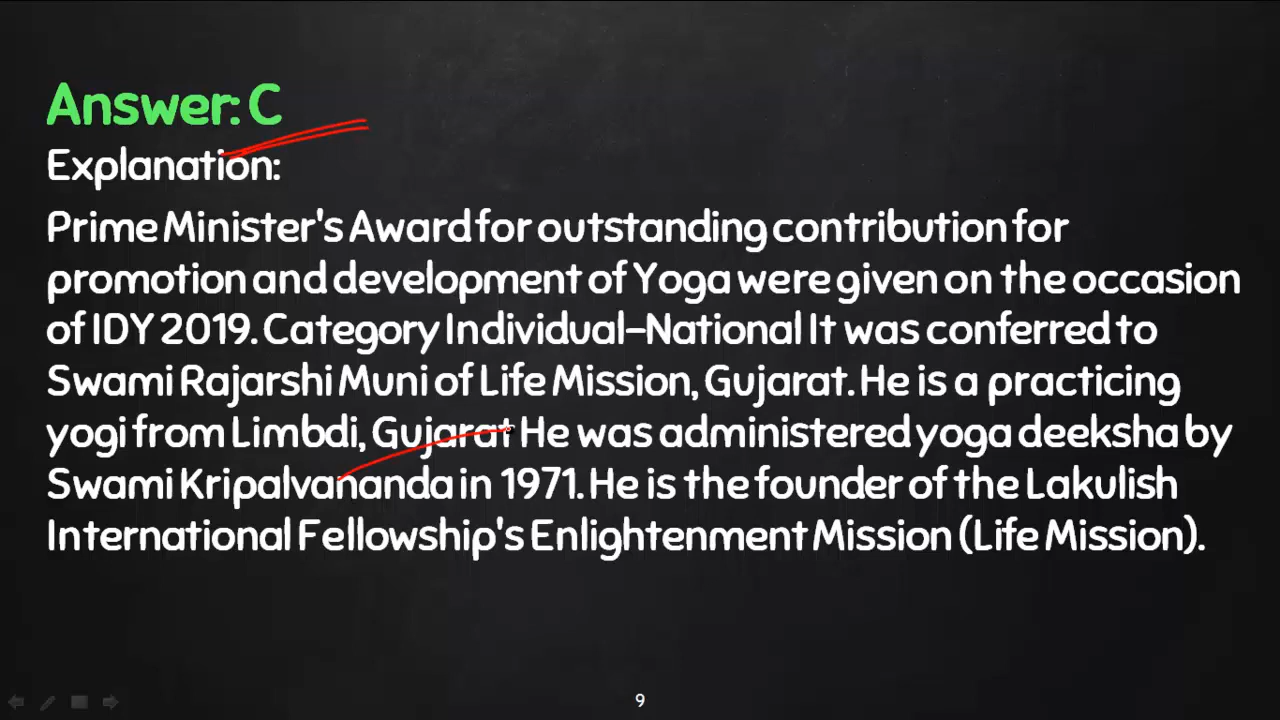 Answer: C
Explanation:
Prime Minister's Award for outstanding contribution for
promotion and development of Yoga were given on the occasion
of IDY 2019. Category Individual-National It was conferred to
Swami Rajarshi Muni of Life Mission, Gujarat. He is a practicing
yogi from Limbdi, Gujarat He was administered yoga deeksha by
Swami Kripalvananda in 1971. He is the founder of the Lakulish
International Fellowship's Enlightenment Mission (Life Mission).
9